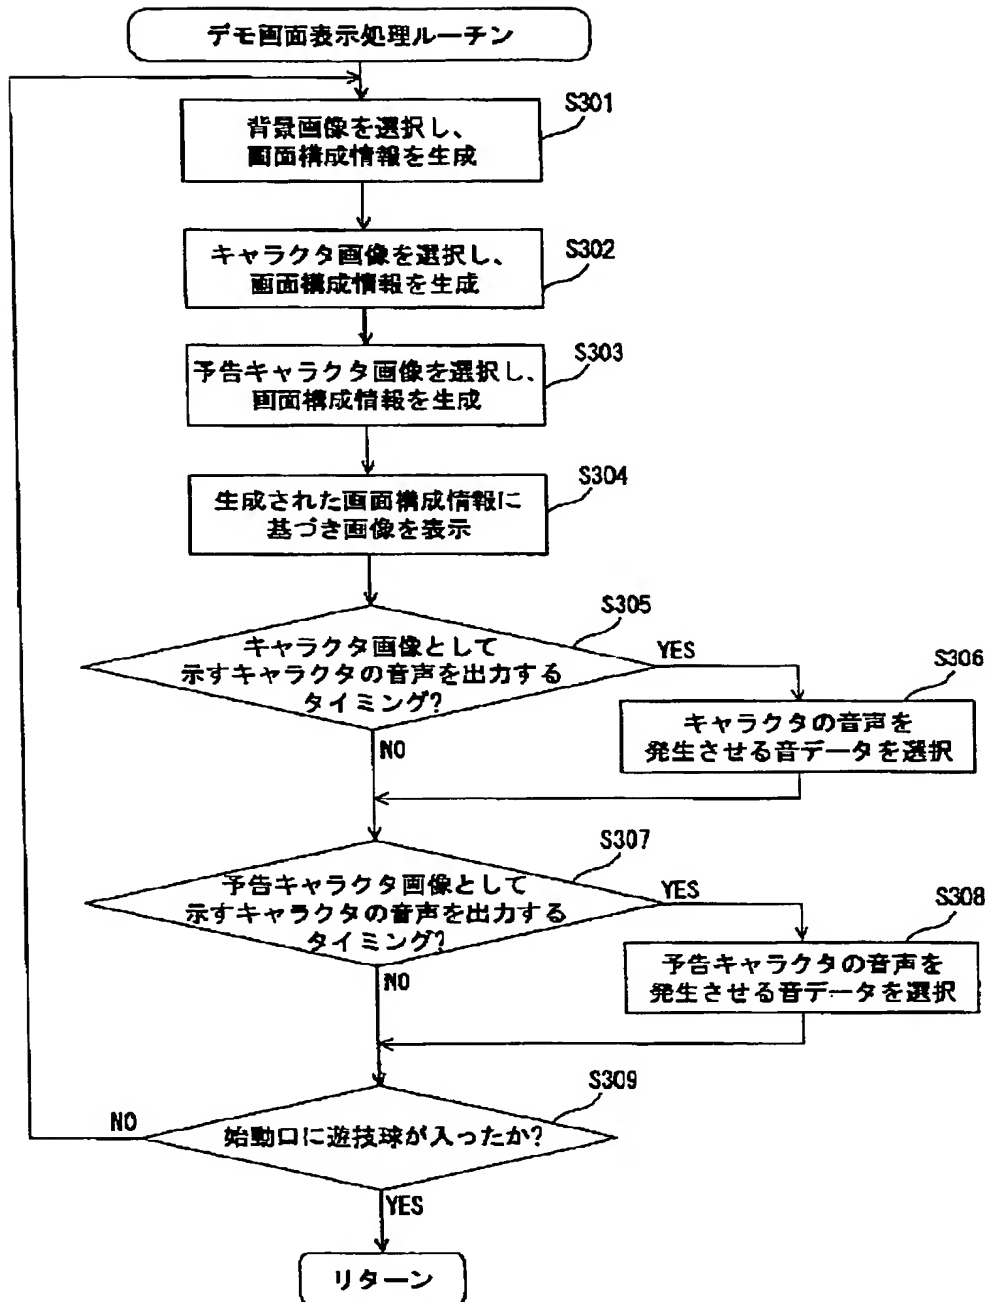 デモ画面表示処理ルーチン
S301
背景画像を選択し、
画面構成情報を生成
S302
キャラクタ画像を選択し、
画面構成情報を生成
S303
予告キャラクタ画像を選択し、
画面構成情報を生成
S304
生成された画面構成情報に
基づき画像を表示
S305
キャラクタ画像として
示すキャラクタの音声を出力する
タイミング?
YES
NO
S306
キャラクタの音声を
発生させる音データを選択
S307
予告キャラクタ画像として
示すキャラクタの音声を出力する
タイミング?
YES
NO
S308
予告キャラクタの音声を
発生させる音データを選択
S309
始動口に遊技球が入ったか?
NO
YES
リターン